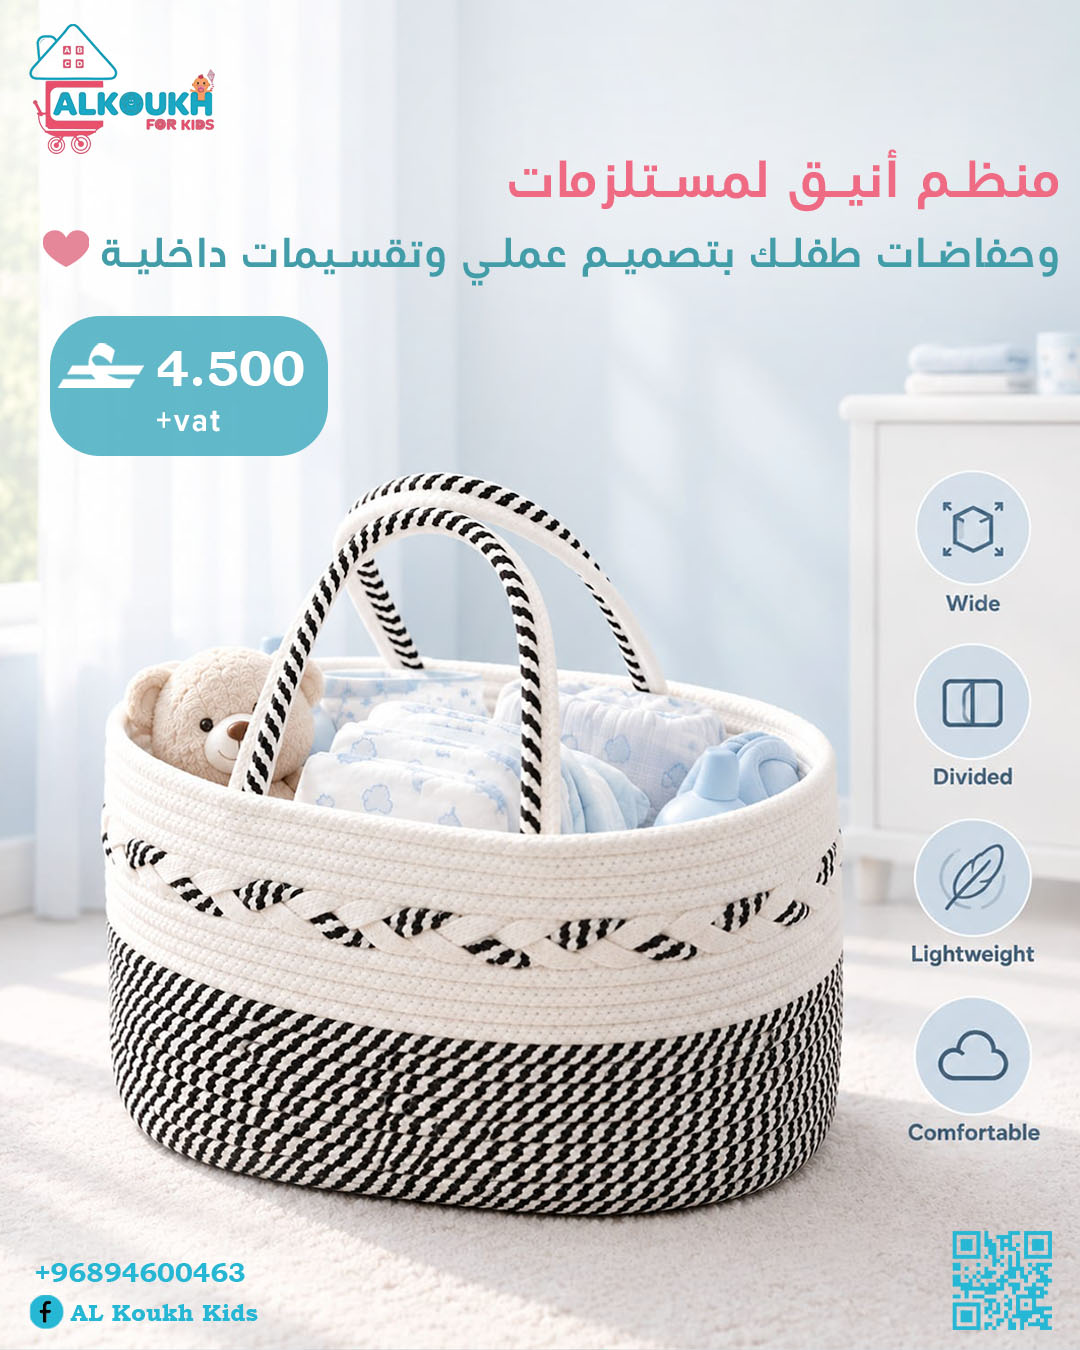 A B
C D
ALKOUKH
FOR KIDS
منظم أنيق لمستلزمات
وحفاضات طفلك بتصميم عملي وتقسيمات داخلية
4.500
+vat
Wide
Divided
Lightweight
Comfortable
+96894600463
AL Koukh Kids